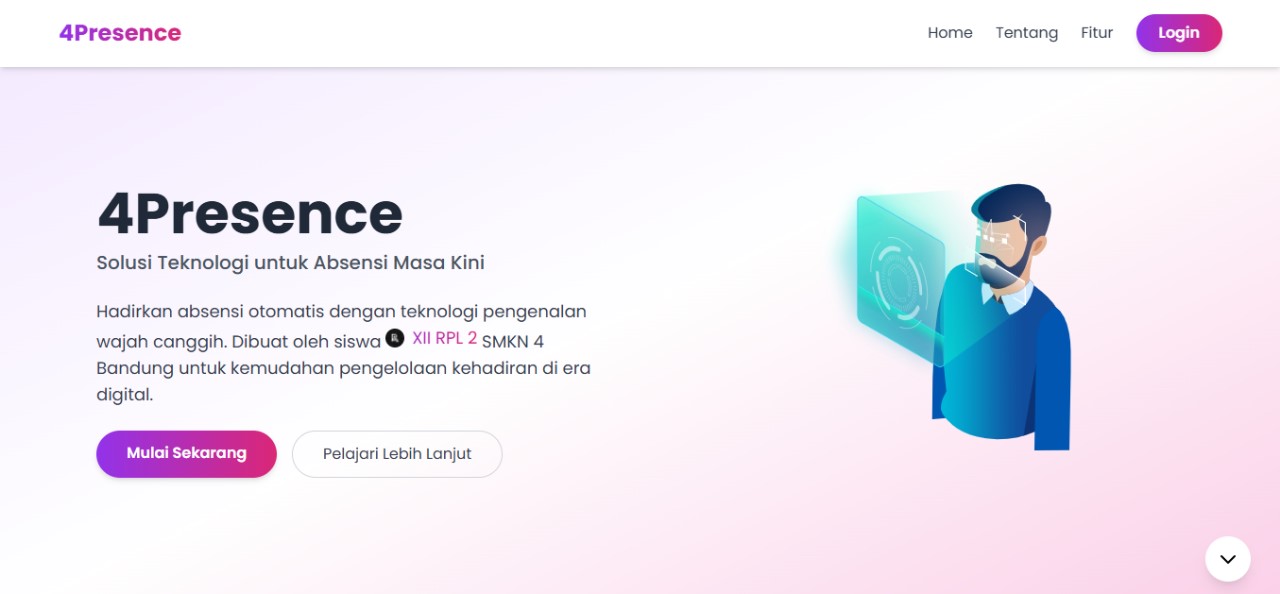 4Presence
Home Tentang Fitur Login
4Presence
Solusi Teknologi untuk Absensi Masa Kini
Hadirkan absensi otomatis dengan teknologi pengenalan
wajah canggih. Dibuat oleh siswa XII RPL 2 SMKN 4
Bandung untuk kemudahan pengelolaan kehadiran di era
digital.
Mulai Sekarang
Pelajari Lebih Lanjut